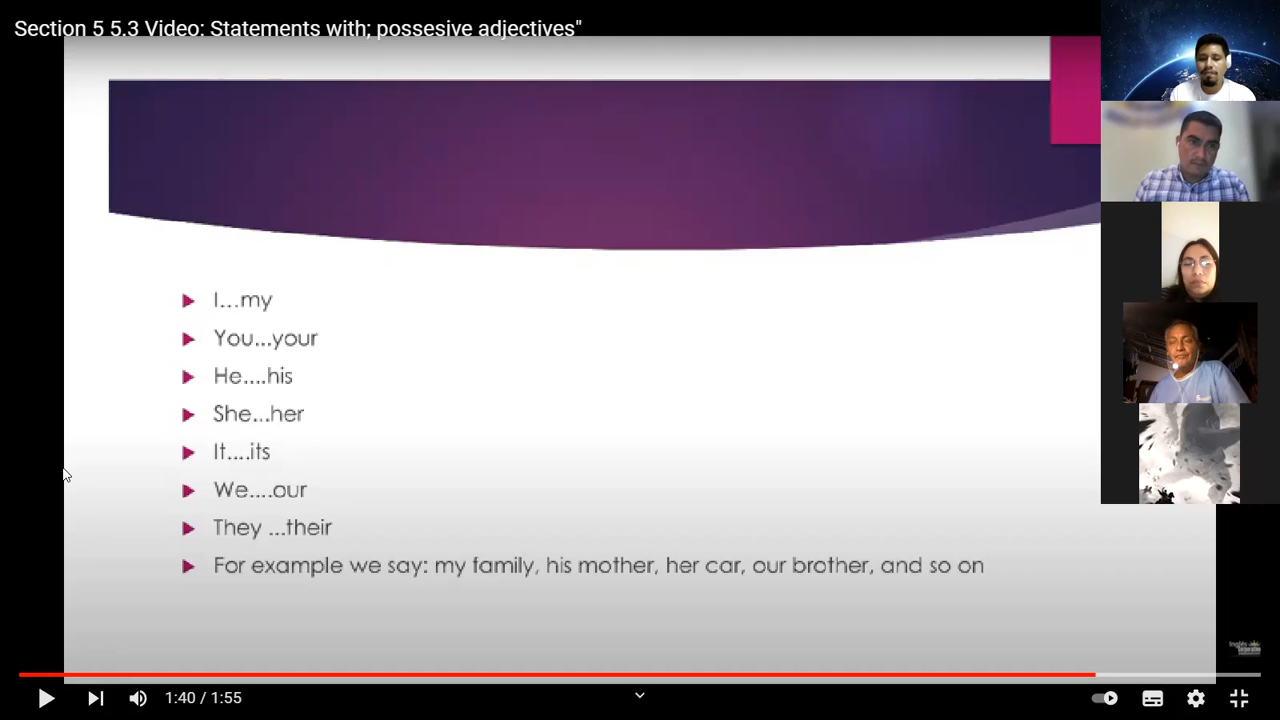 Section 5 5.3 Video: Statements with; possesive adjectives"
I...my
You...your
He....his
She...her
It....its
We....our
They ...their
For example we say: my family, his mother, her car, our brother, and so on
1:40 / 1:55